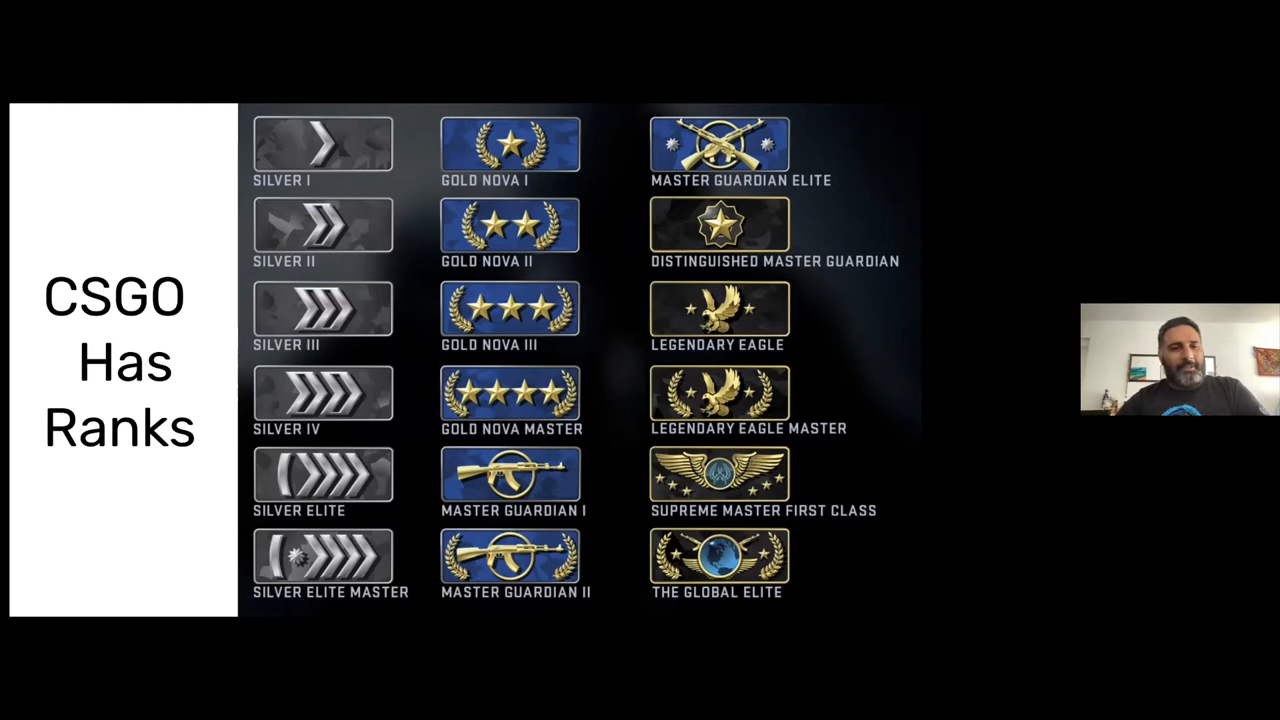 CSGO
Has
Ranks
SILVER I
SILVER II
SILVER III
SILVER IV
SILVER ELITE
SILVER ELITE MASTER
GOLD NOVA I
GOLD NOVA II
GOLD NOVA III
GOLD NOVA MASTER
MASTER GUARDIAN I
MASTER GUARDIAN II
MASTER GUARDIAN ELITE
DISTINGUISHED MASTER GUARDIAN
LEGENDARY EAGLE
LEGENDARY EAGLE MASTER
SUPREME MASTER FIRST CLASS
THE GLOBAL ELITE